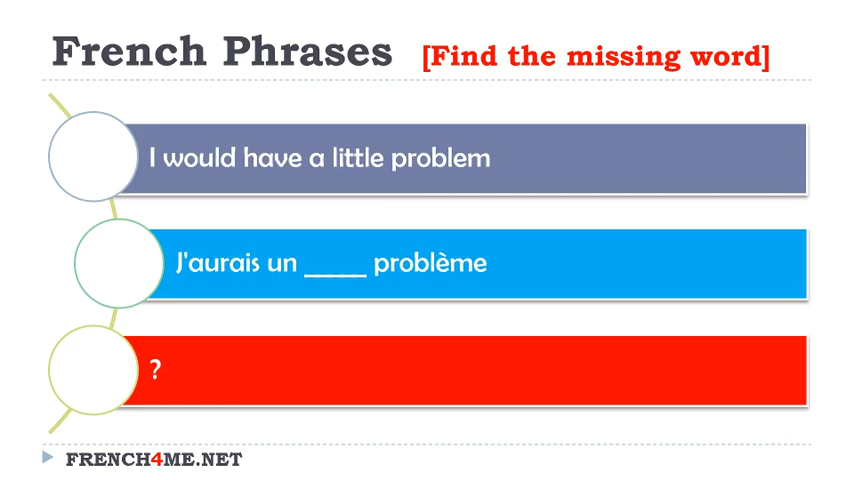 French Phrases [Find the missing word]
I would have a little problem
J'aurais un _____ problème
?
FRENCH4ME.NET